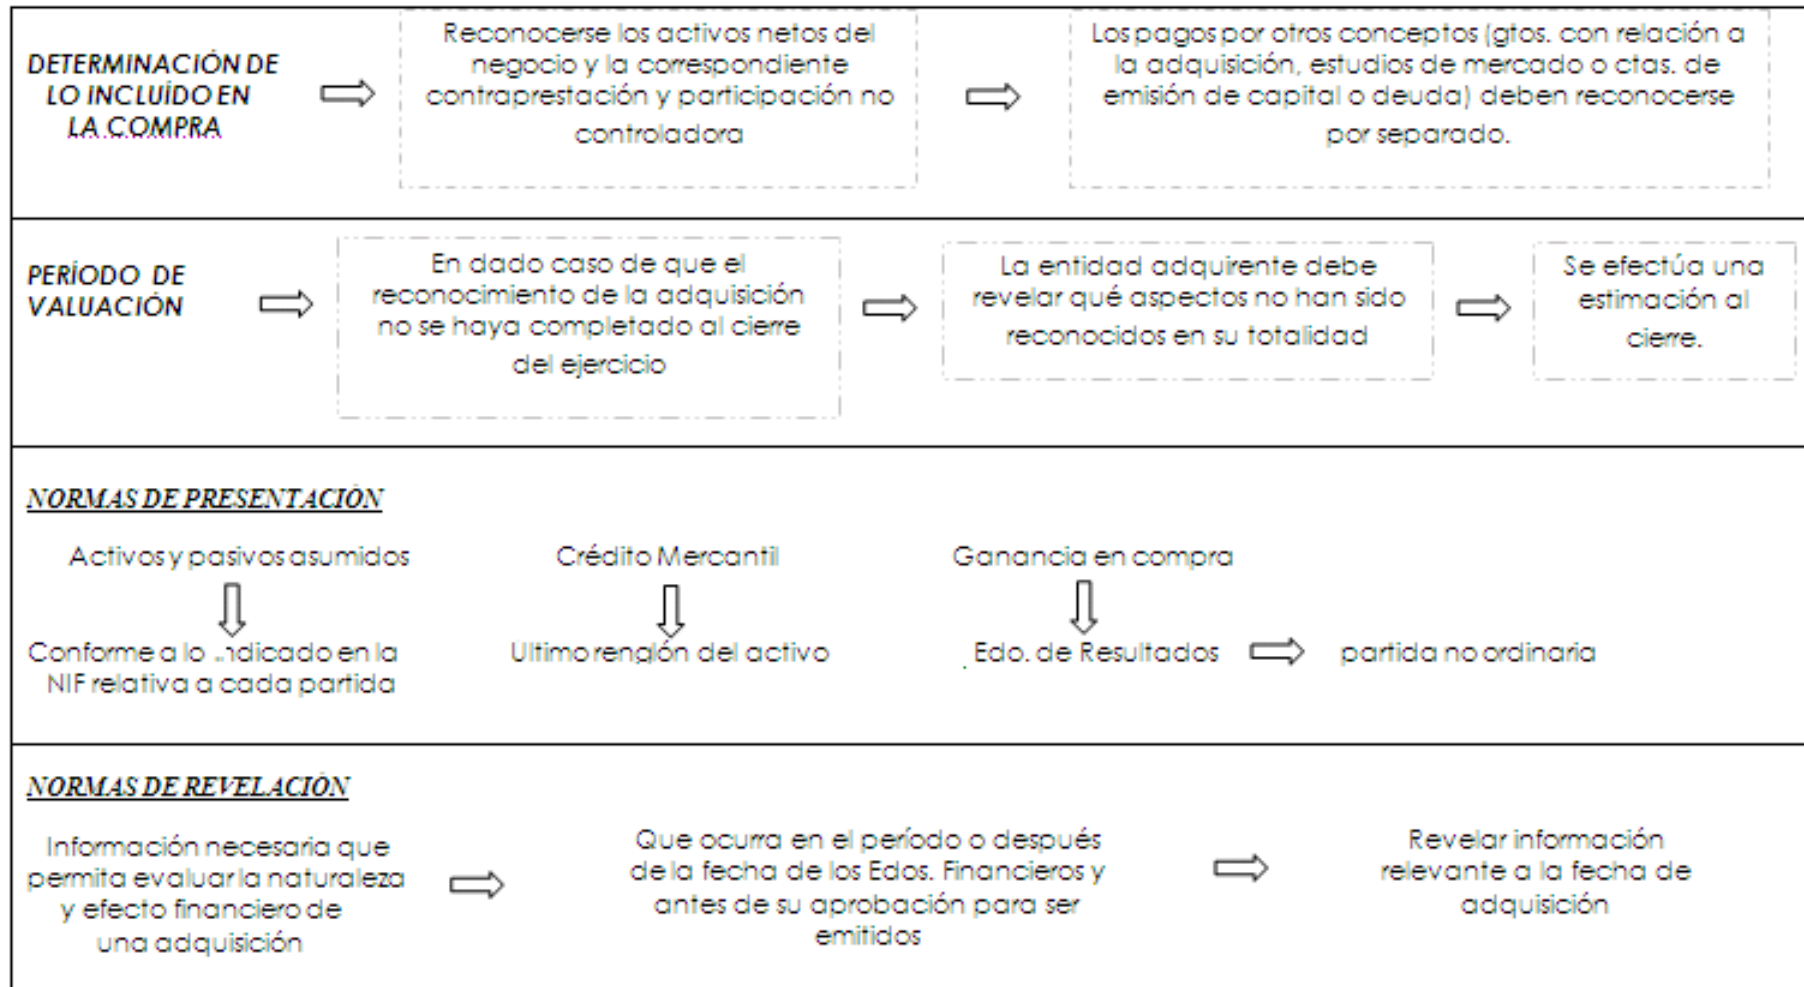 DETERMINACIÓN DE
LO INCLUÍDO EN
LA COMPRA
Reconocerse los activos netos del
negocio y la correspondiente
contraprestación y participación no
controladora
Los pagos por otros conceptos (gtos. con relación a
la adquisición, estudios de mercado o ctas. de
emisión de capital o deuda) deben reconocerse
por separado.
PERÍODO DE
VALUACIÓN
En dado caso de que el
reconocimiento de la adquisición
no se haya completado al cierre
del ejercicio
La entidad adquirente debe
revelar qué aspectos no han sido
reconocidos en su totalidad
Se efectúa una
estimación al
cierre.
NORMAS DE PRESENTACIÓN
Activos y pasivos asumidos
Conforme a lo indicado en la
NIF relativa a cada partida
Crédito Mercantil
Ultimo renglón del activo
Ganancia en compra
Edo. de Resultados
partida no ordinaria
NORMAS DE REVELACIÓN
Información necesaria que
permita evaluar la naturaleza
y efecto financiero de
una adquisición
Que ocurra en el período o después
de la fecha de los Edos. Financieros y
antes de su aprobación para ser
emitidos
Revelar información
relevante a la fecha de
adquisición